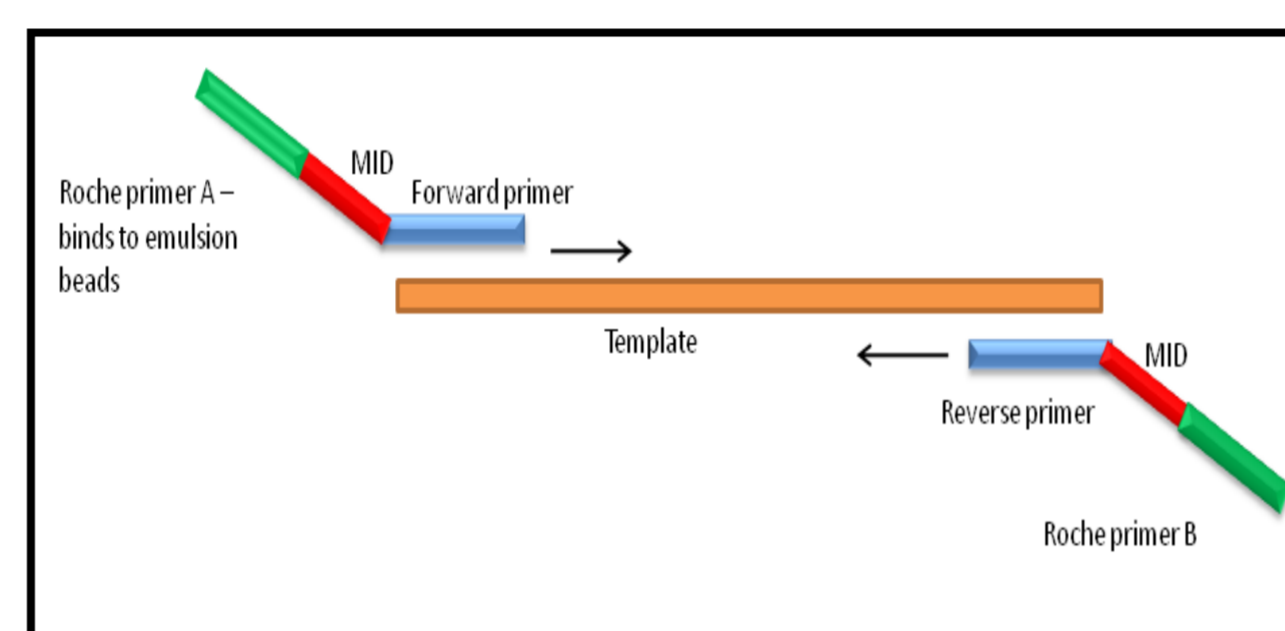 MID
Roche primer A –
binds to emulsion
beads
Forward primer
Template
MID
Reverse primer
Roche primer B